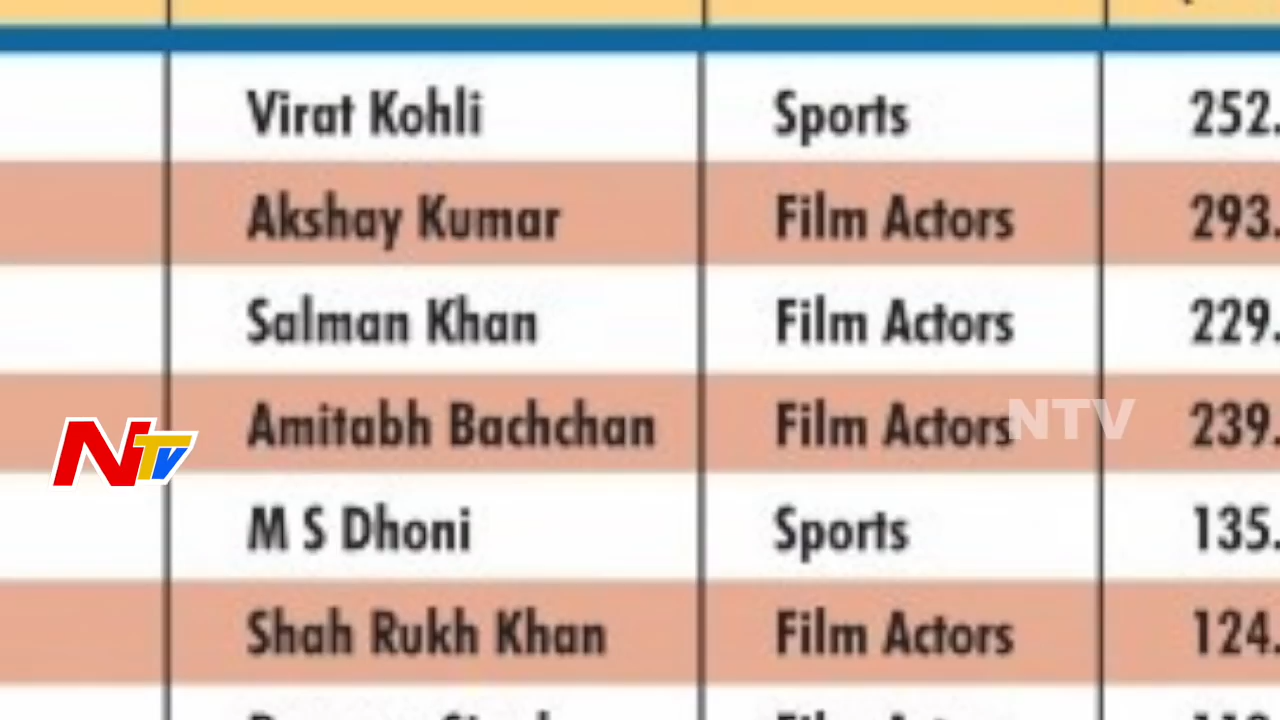 Virat Kohli Sports 252.
Akshay Kumar Film Actors 293.
Salman Khan Film Actors 229.
Amitabh Bachchan Film Actors 239.
NTV
NTV
M S Dhoni Sports 135.
Shah Rukh Khan Film Actors 124.